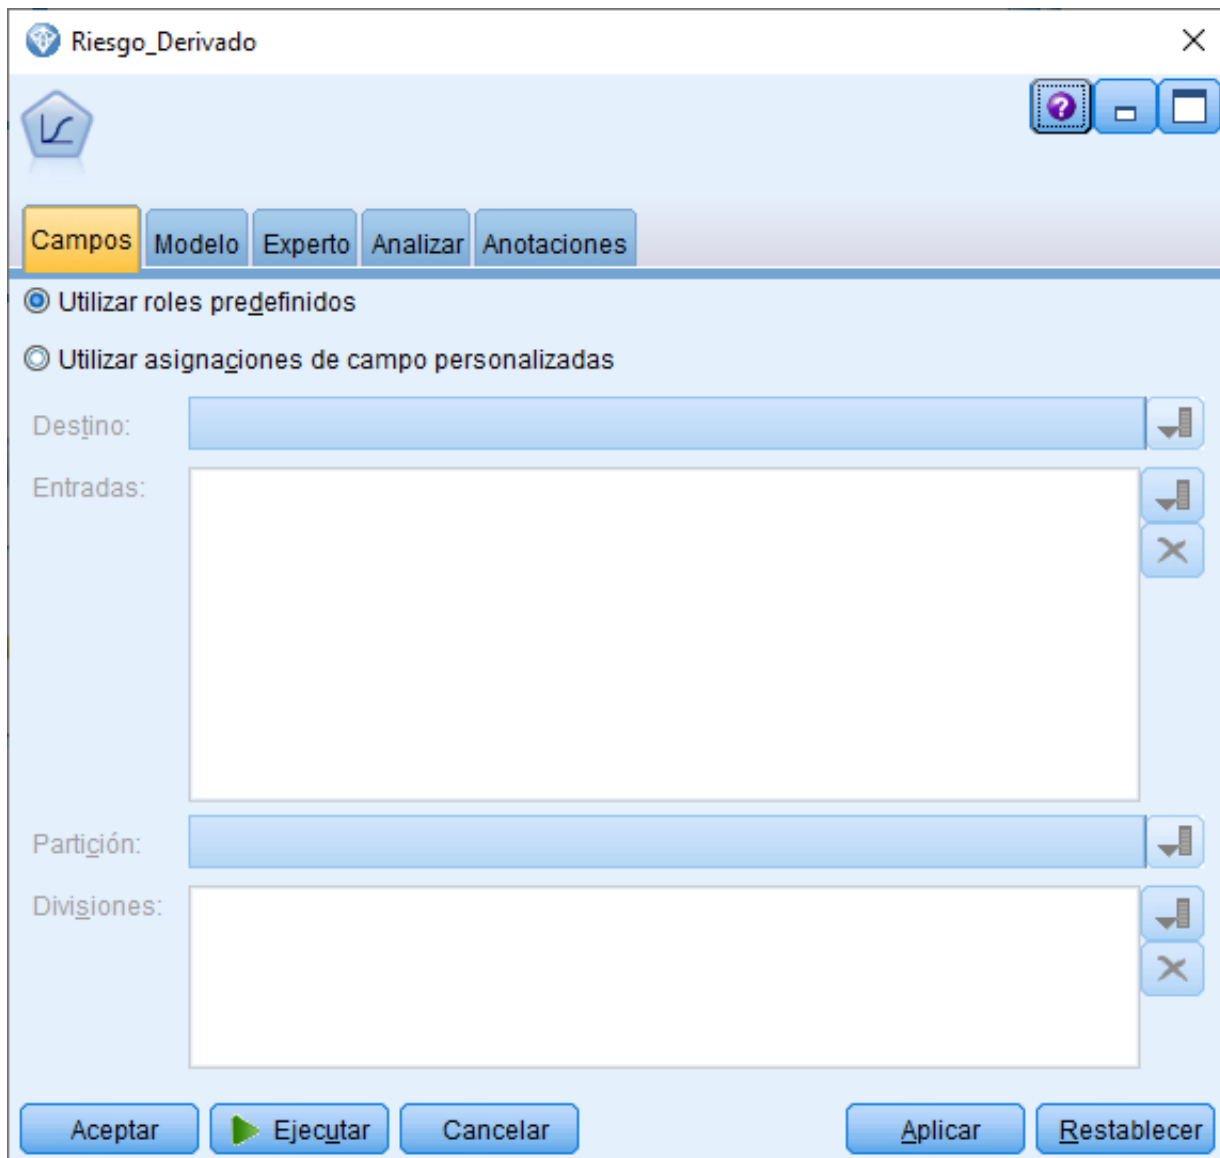 Riesgo_Derivado
?
Campos Modelo Experto Analizar Anotaciones
Utilizar roles predefinidos
Utilizar asignaciones de campo personalizadas
Destino:
Entradas:
Partición:
Divisiones:
Aceptar Ejecutar Cancelar Aplicar Restablecer